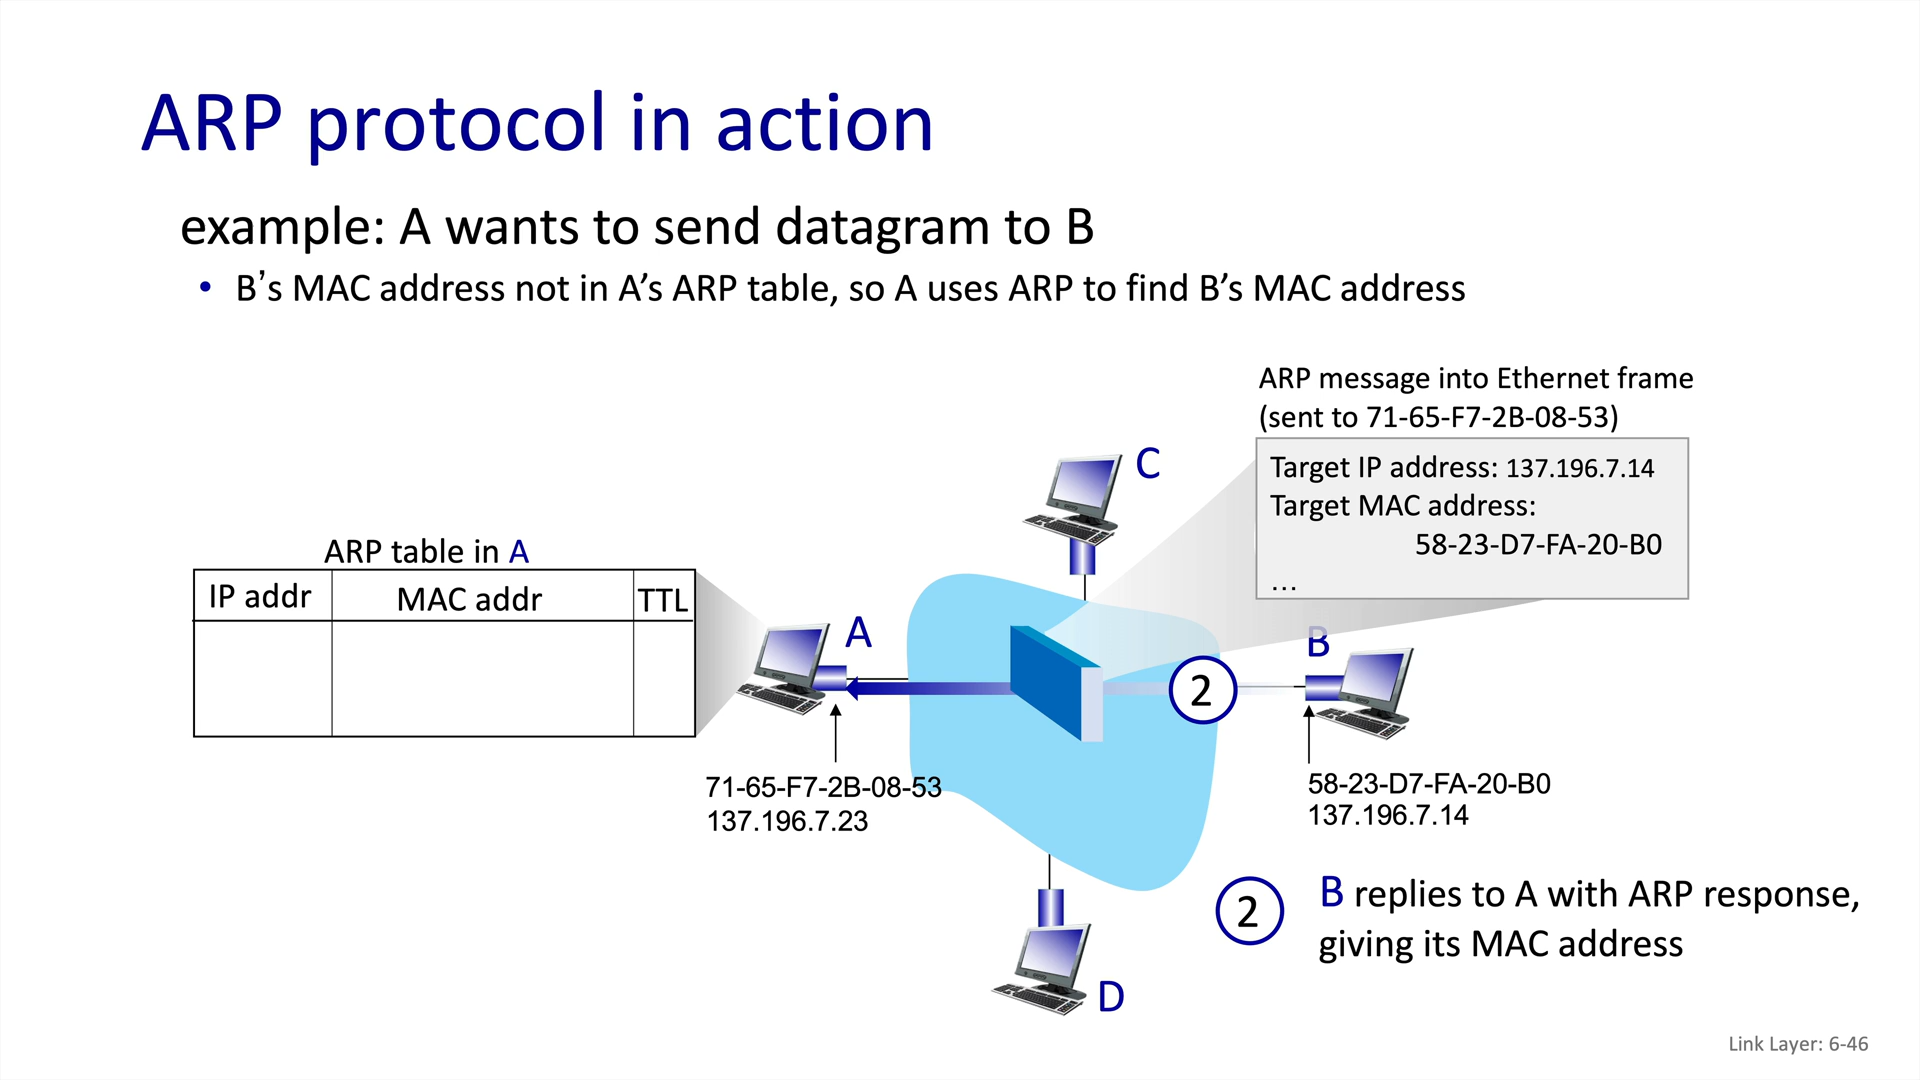 ARP protocol in action
example: A wants to send datagram to B
• B’s MAC address not in A’s ARP table, so A uses ARP to find B’s MAC address
ARP message into Ethernet frame
(sent to 71-65-F7-2B-08-53)
Target IP address: 137.196.7.14
Target MAC address:
58-23-D7-FA-20-B0
...
C
ARP table in A
IP addr MAC addr TTL
A
B
2
71-65-F7-2B-08-53
137.196.7.23
58-23-D7-FA-20-B0
137.196.7.14
2 B replies to A with ARP response,
giving its MAC address
D
Link Layer: 6-46